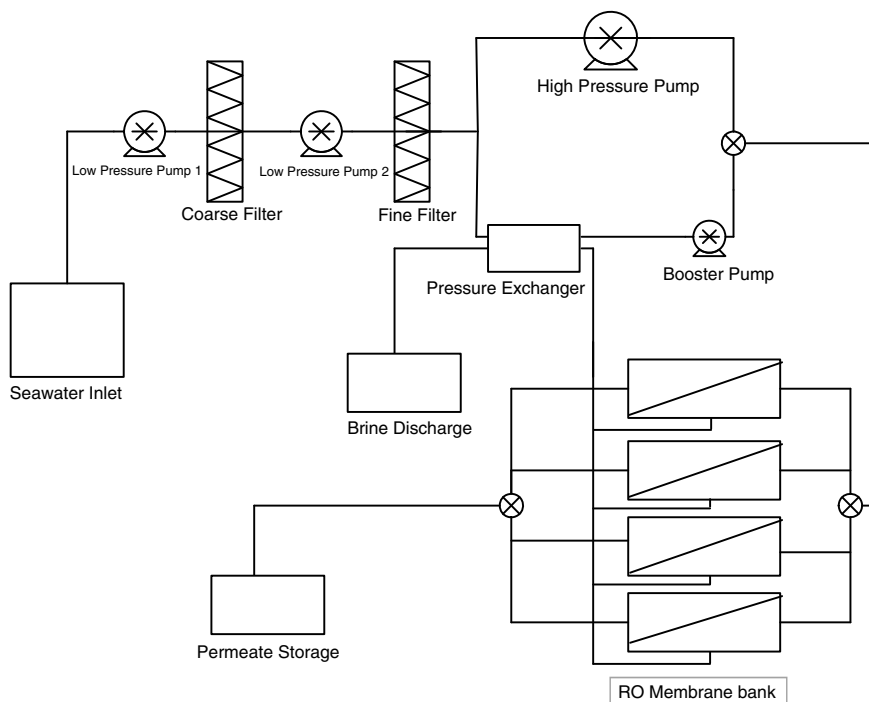 High Pressure Pump
Low Pressure Pump 1
Low Pressure Pump 2
Coarse Filter
Fine Filter
Booster Pump
Pressure Exchanger
Seawater Inlet
Brine Discharge
Permeate Storage
RO Membrane bank